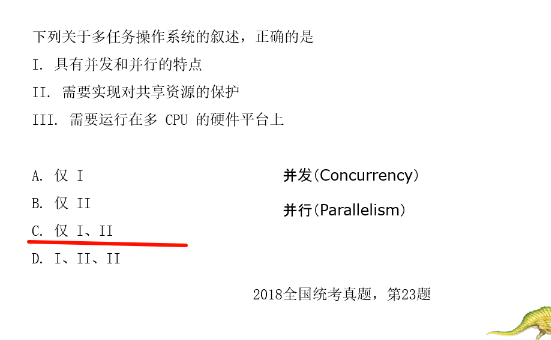 下列关于多任务操作系统的叙述，正确的是
I. 具有并发和并行的特点
II. 需要实现对共享资源的保护
III. 需要运行在多 CPU 的硬件平台上
A. 仅 I
B. 仅 II
C. 仅 I、II
D. I、II、II
并发（Concurrency）
并行（Parallelism）
2018全国统考真题，第23题